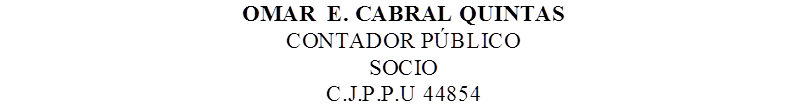 OMAR E. CABRAL QUINTAS
CONTADOR PÚBLICO
SOCIO
C.J.P.P.U 44854